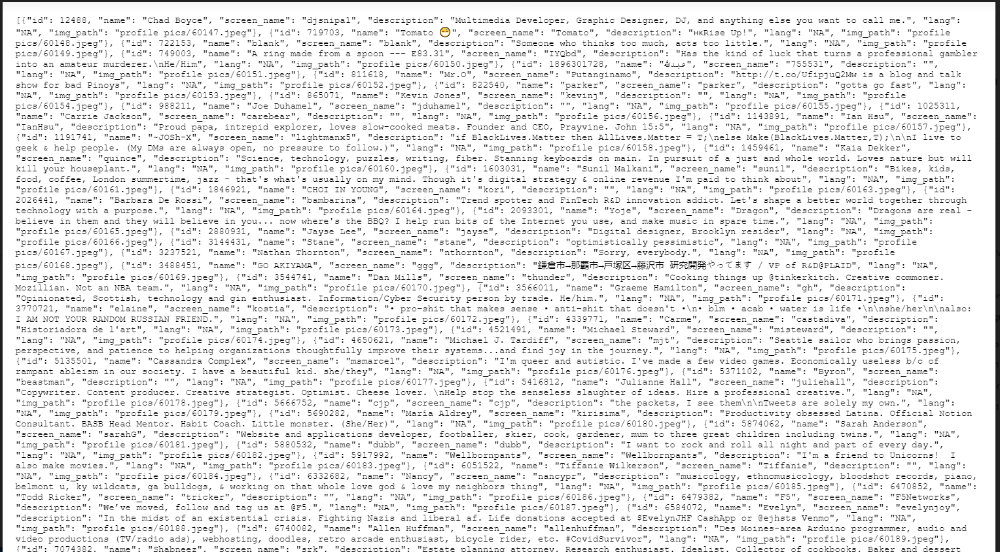 [{"id": 12488, "name": "Chad Boyce", "screen_name": "djsnipa1", "description": "Multimedia Developer, Graphic Designer, DJ, and anything else you want to call me.", "lang":
"NA", "img_path": "profile pics/60147.jpeg"}, {"id": 719703, "name": "Tomato 😷", "screen_name": "Tomato", "description": "ʜᴋRise Up!", "lang": "NA", "img_path": "profile
pics/60148.jpeg"}, {"id": 722153, "name": "blank", "screen_name": "blank", "description": "Someone who thinks too much, acts too little.", "lang": "NA", "img_path": "profile
pics/60149.jpeg"}, {"id": 749003, "name": "A ring made from a spoon --- E83.31", "screen_name": "IYQbd", "description": "Has the kind of luck that turns a professional gambler
into an amateur murderer.\nHe/Him", "lang": "NA", "img_path": "profile pics/60150.jpeg"}, {"id": 1896301728, "name": "عبدالله", "screen_name": "755531", "description": "",
"lang": "NA", "img_path": "profile pics/60151.jpeg"}, {"id": 811618, "name": "Mr.O", "screen_name": "Putanginamo", "description": "http://t.co/UfipjuQ2Mw is a blog and talk
show for bad Pinoys", "lang": "NA", "img_path": "profile pics/60152.jpeg"}, {"id": 822540, "name": "parker", "screen_name": "parker", "description": "gotta go fast", "lang":
"NA", "img_path": "profile pics/60153.jpeg"}, {"id": 865071, "name": "Kevin Jones", "screen_name": "kevinj", "description": "", "lang": "NA", "img_path": "profile
pics/60154.jpeg"}, {"id": 988211, "name": "Joe Duhamel", "screen_name": "jduhamel", "description": "", "lang": "NA", "img_path": "profile pics/60155.jpeg"}, {"id": 1025311,
"name": "Carrie Jackson", "screen_name": "carebear", "description": "", "lang": "NA", "img_path": "profile pics/60156.jpeg"}, {"id": 1143891, "name": "Ian Hsu", "screen_name":
"IanHsu", "description": "Proud papa, intrepid explorer, loves slow-cooked meats. Founder and CEO, Prayvine. John 15:5", "lang": "NA", "img_path": "profile pics/60157.jpeg"},
{"id": 1191741, "name": "~JOSh-X", "screen_name": "lightmanx5", "description": "if BlackLives.Matter then AllLives.Matter = T;\nelse Make(BlackLives.Matter,T);\n\nI live to
geek & help people. (My DMs are always open, no pressure to follow.)", "lang": "NA", "img_path": "profile pics/60158.jpeg"}, {"id": 1459461, "name": "Kaia Dekker",
"screen_name": "quince", "description": "Science, technology, puzzles, writing, fiber. Stanning keyboards on main. In pursuit of a just and whole world. Loves nature but will
kill your houseplant.", "lang": "NA", "img_path": "profile pics/60160.jpeg"}, {"id": 1603031, "name": "Sunil Malkani", "screen_name": "sunil", "description": "Bikes, kids,
food, coffee, London summertime, jazz - that's what's usually on my mind. Though it's digital strategy & online revenue I'm paid to think about", "lang": "NA", "img_path":
"profile pics/60161.jpeg"}, {"id": 1846921, "name": "CHOI IN YOUNG", "screen_name": "kori", "description": "", "lang": "NA", "img_path": "profile pics/60163.jpeg"}, {"id":
2026441, "name": "Barbara De Rossi", "screen_name": "bambarina", "description": "Trend spotter and FinTech R&D innovation addict. Let's shape a better world together through
technology with a purpose.", "lang": "NA", "img_path": "profile pics/60164.jpeg"}, {"id": 2093301, "name": "Yoje", "screen_name": "Dragon", "description": "Dragons are real -
believe in them and they will believe in you... now where's the BBQ? I help run bits of the Internet you use, and make music in spare time.", "lang": "NA", "img_path":
"profile pics/60165.jpeg"}, {"id": 2880931, "name": "Jayse Lee", "screen_name": "jayse", "description": "Digital designer, Brooklyn resider", "lang": "NA", "img_path":
"profile pics/60166.jpeg"}, {"id": 3144431, "name": "Stane", "screen_name": "stane", "description": "optimistically pessimistic", "lang": "NA", "img_path": "profile
pics/60167.jpeg"}, {"id": 3237521, "name": "Nathan Thornton", "screen_name": "nthornton", "description": "Sorry, everybody.", "lang": "NA", "img_path": "profile
pics/60168.jpeg"}, {"id": 3488451, "name": "GO AKIYAMA", "screen_name": "ggg", "description": "鎌倉市→那覇市→戸塚区→藤沢市 研究開発やってます / VP of R&D@PLAID", "lang": "NA",
"img_path": "profile pics/60169.jpeg"}, {"id": 3544741, "name": "Dan Mills", "screen_name": "thunder", "description": "Cooking things up @tinkerkitch. Creative commoner.
Mozillian. Not an NBA team.", "lang": "NA", "img_path": "profile pics/60170.jpeg"}, {"id": 3566011, "name": "Graeme Hamilton", "screen_name": "gh", "description":
"Opinionated, Scottish, technology and gin enthusiast. Information/Cyber Security person by trade. He/him.", "lang": "NA", "img_path": "profile pics/60171.jpeg"}, {"id":
3770721, "name": "elaine", "screen_name": "kostia", "description": "• pro-shit that makes sense • anti-shit that doesn't •\n• blm • acab • water is life •\n\nshe/her\n\nalso:
I AM NOT YOUR RANDOM RUSSIAN FRIEND.", "lang": "NA", "img_path": "profile pics/60172.jpeg"}, {"id": 4339771, "name": "Carme", "screen_name": "castadiva", "description":
"Historiadora de l'art", "lang": "NA", "img_path": "profile pics/60173.jpeg"}, {"id": 4521491, "name": "Michael Steward", "screen_name": "misteward", "description": "",
"lang": "NA", "img_path": "profile pics/60174.jpeg"}, {"id": 4650621, "name": "Michael J. Tardiff", "screen_name": "mjt", "description": "Seattle sailor who brings passion,
perspective, and patience to helping organizations thoughtfully improve their systems...and find joy in the journey.", "lang": "NA", "img_path": "profile pics/60175.jpeg"},
{"id": 5135501, "name": "Cassandra Complex", "screen_name": "msmarcel", "description": "I'm queer and autistic. I've made a few video games. Economically useless b/c of
rampant ableism in our society. I have a beautiful kid. she/they", "lang": "NA", "img_path": "profile pics/60176.jpeg"}, {"id": 5371102, "name": "Byron", "screen_name":
"beastman", "description": "", "lang": "NA", "img_path": "profile pics/60177.jpeg"}, {"id": 5416812, "name": "Julianne Hall", "screen_name": "juliehall", "description":
"Copywriter. Content producer. Creative strategist. Optimist. Cheese lover. \nHelp stop the senseless slaughter of ideas. Hire a professional creative.", "lang": "NA",
"img_path": "profile pics/60178.jpeg"}, {"id": 5666752, "name": "cjp", "screen_name": "cjp", "description": "the packets, I see them\n\nTweets are solely my own.", "lang":
"NA", "img_path": "profile pics/60179.jpeg"}, {"id": 5690282, "name": "María Aldrey", "screen_name": "kirisima", "description": "Productivity obsessed Latina. Official Notion
Consultant. BASB Head Mentor. Habit Coach. Little monster. (She/Her)", "lang": "NA", "img_path": "profile pics/60180.jpeg"}, {"id": 5874062, "name": "Sarah Anderson",
"screen_name": "sarahG", "description": "Website and applications developer, footballer, skier, cook, gardener, mum to three great children including twins.", "lang": "NA",
"img_path": "profile pics/60181.jpeg"}, {"id": 5880532, "name": "dubb", "screen_name": "dubb", "description": "I want to rock and roll all night and part of every day.",
"lang": "NA", "img_path": "profile pics/60182.jpeg"}, {"id": 5917992, "name": "Wellbornpants", "screen_name": "Wellbornpants", "description": "I'm a friend to Unicorns!  I
also make movies.", "lang": "NA", "img_path": "profile pics/60183.jpeg"}, {"id": 6051522, "name": "Tiffanie Wilkerson", "screen_name": "Tiffanie", "description": "", "lang":
"NA", "img_path": "profile pics/60184.jpeg"}, {"id": 6332682, "name": "Nancy", "screen_name": "nancypr", "description": "musicology, ethnomusicology, bloodshot records, piano,
belmont u, ky wildcats, ga bulldogs, & working on that whole love god & love my neighbors thing", "lang": "NA", "img_path": "profile pics/60185.jpeg"}, {"id": 6470852, "name":
"Todd Ricker", "screen_name": "tricker", "description": "", "lang": "NA", "img_path": "profile pics/60186.jpeg"}, {"id": 6479382, "name": "F5", "screen_name": "F5Networks",
"description": "We’ve moved, follow and tag us at @F5.", "lang": "NA", "img_path": "profile pics/60187.jpeg"}, {"id": 6584072, "name": "Evelyn", "screen_name": "evelynjoy",
"description": "In the midst of an existential crisis. Fighting Nazis and liberal af. Life donations accepted at $EvelynJHF CashApp or @ejhsts Venmo", "lang": "NA",
"img_path": "profile pics/60188.jpeg"}, {"id": 6740082, "name": "Allen Huffman", "screen_name": "allenhuffman", "description": "Des Moines-area Arduino programmer, audio and
video productions (TV/radio ads), webhosting, doodles, retro arcade enthusiast, bicycle rider, etc. #CovidSurvivor", "lang": "NA", "img_path": "profile pics/60189.jpeg"},
{"id": 7074382, "name": "Shabneez", "screen_name": "srk", "description": "Estate planning attorney. Research enthusiast. Idealist. Collector of cookbooks. Baker and dessert